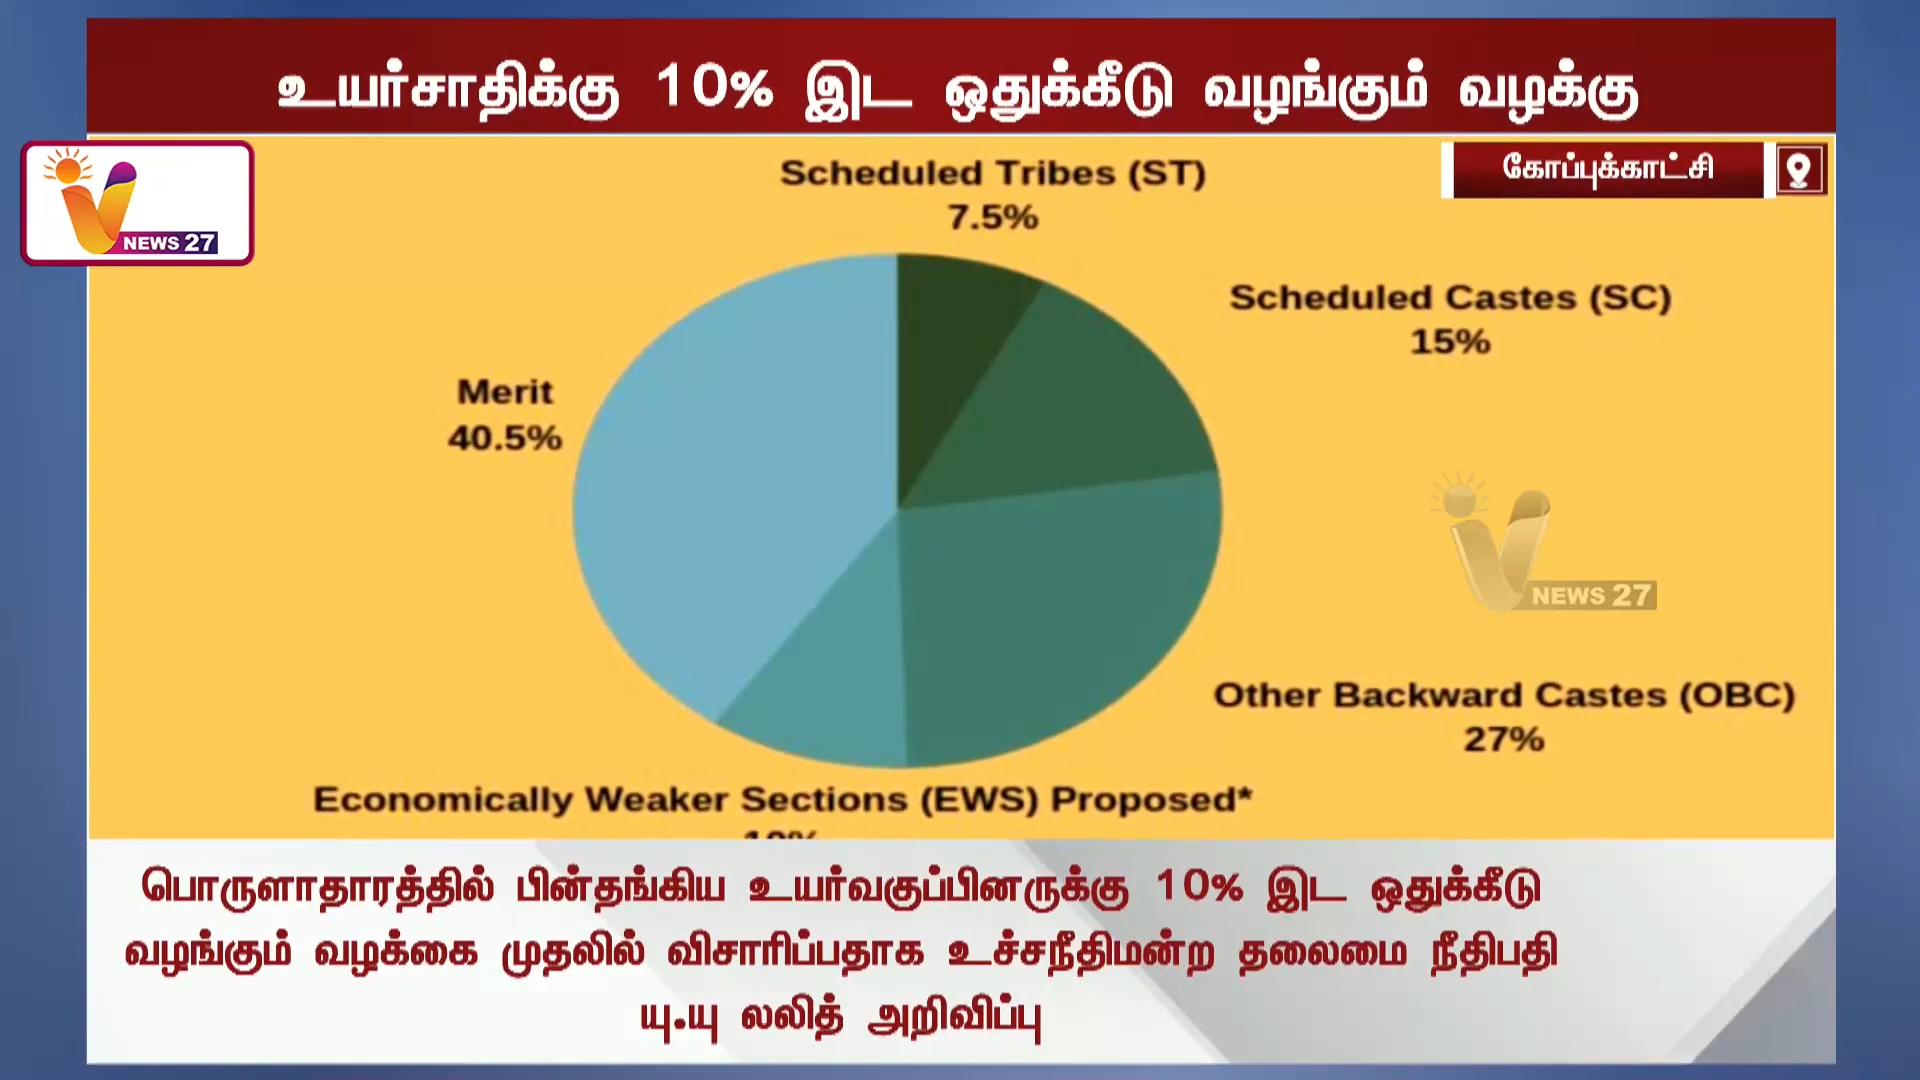 உயர்சாதிக்கு 10% இட ஒதுக்கீடு வழங்கும் வழக்கு
கோப்புக்காட்சி
NEWS 27
Scheduled Tribes (ST)
7.5%
Scheduled Castes (SC)
15%
Merit
40.5%
NEWS 27
Other Backward Castes (OBC)
27%
Economically Weaker Sections (EWS) Proposed*
பொருளாதாரத்தில் பின்தங்கிய உயர்வகுப்பினருக்கு 10% இட ஒதுக்கீடு
வழங்கும் வழக்கை முதலில் விசாரிப்பதாக உச்சநீதிமன்ற தலைமை நீதிபதி
யு.யு லலித் அறிவிப்பு